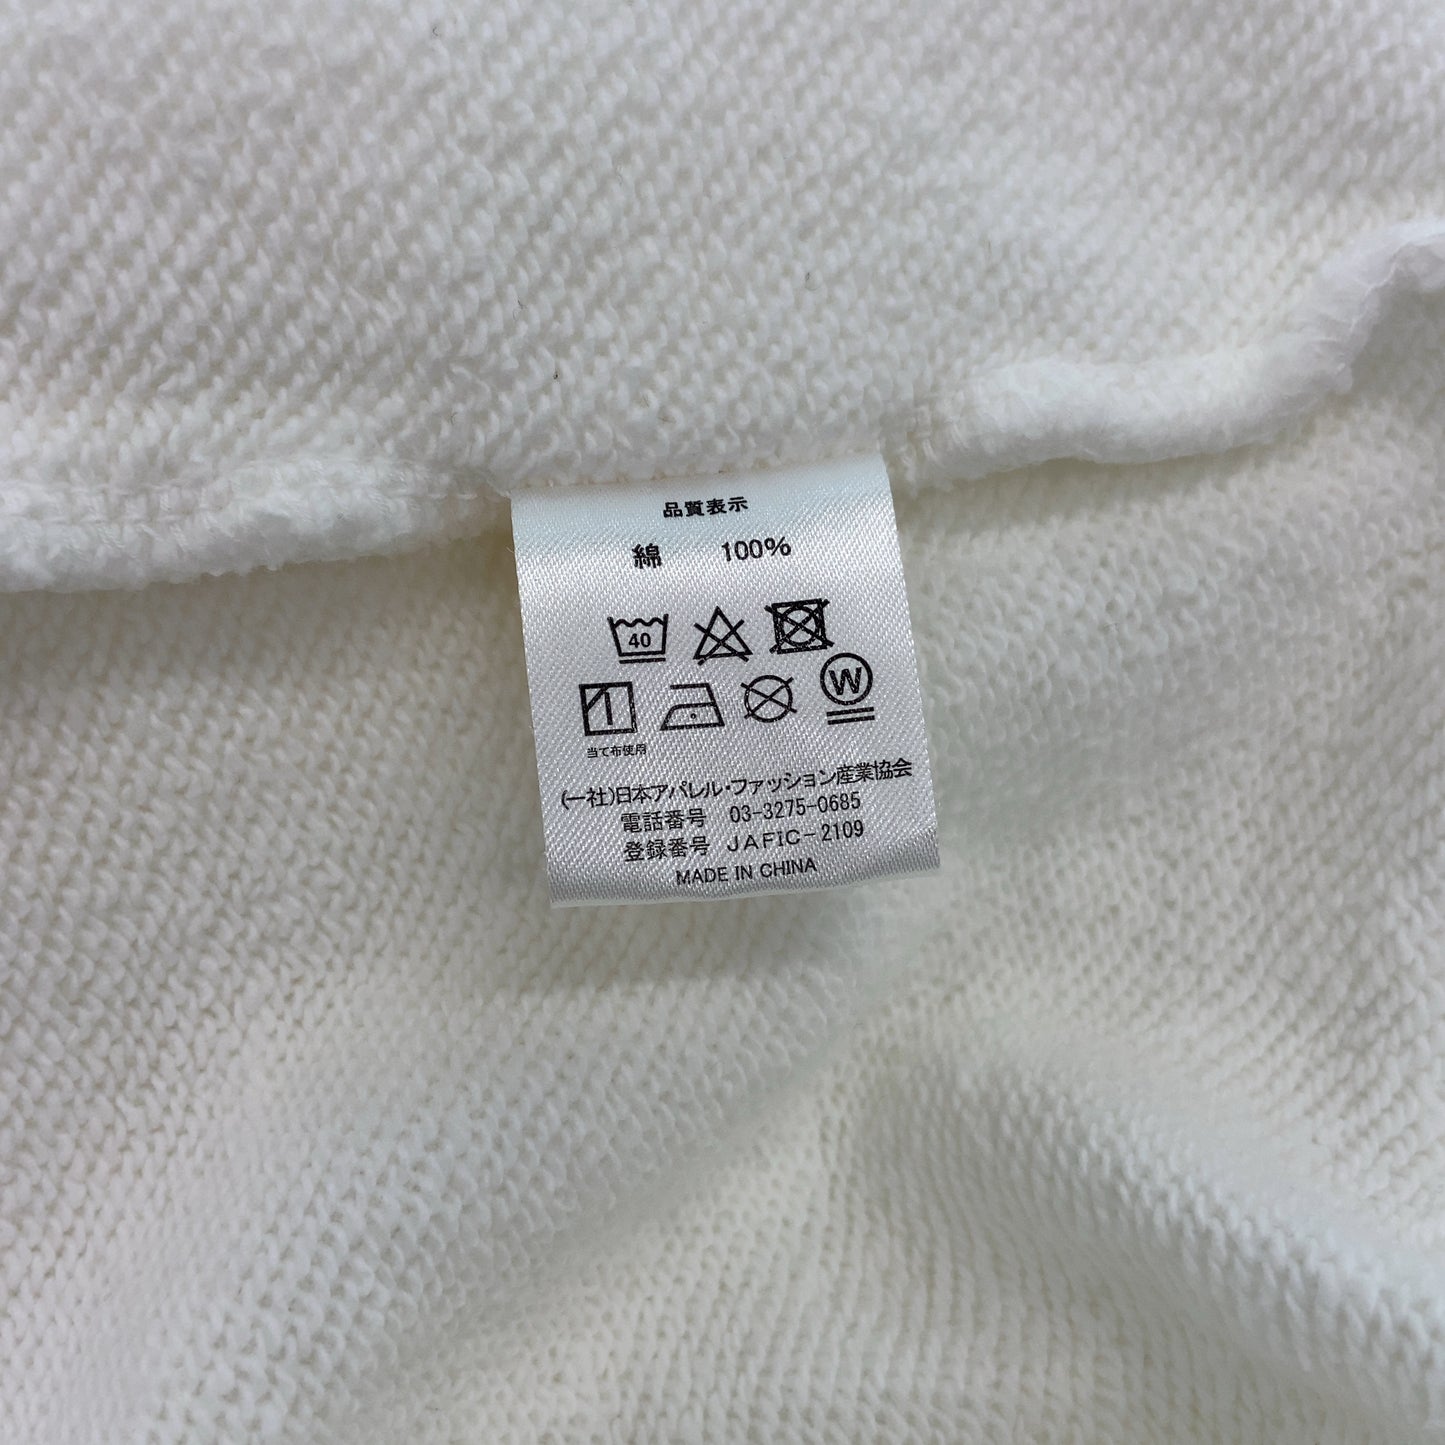 品質表示
綿 100%
40
W
当て布使用
(一社)日本アパレル・ファッション産業協会
電話番号 03-3275-0685
登録番号 JAFIC-2109
MADE IN CHINA